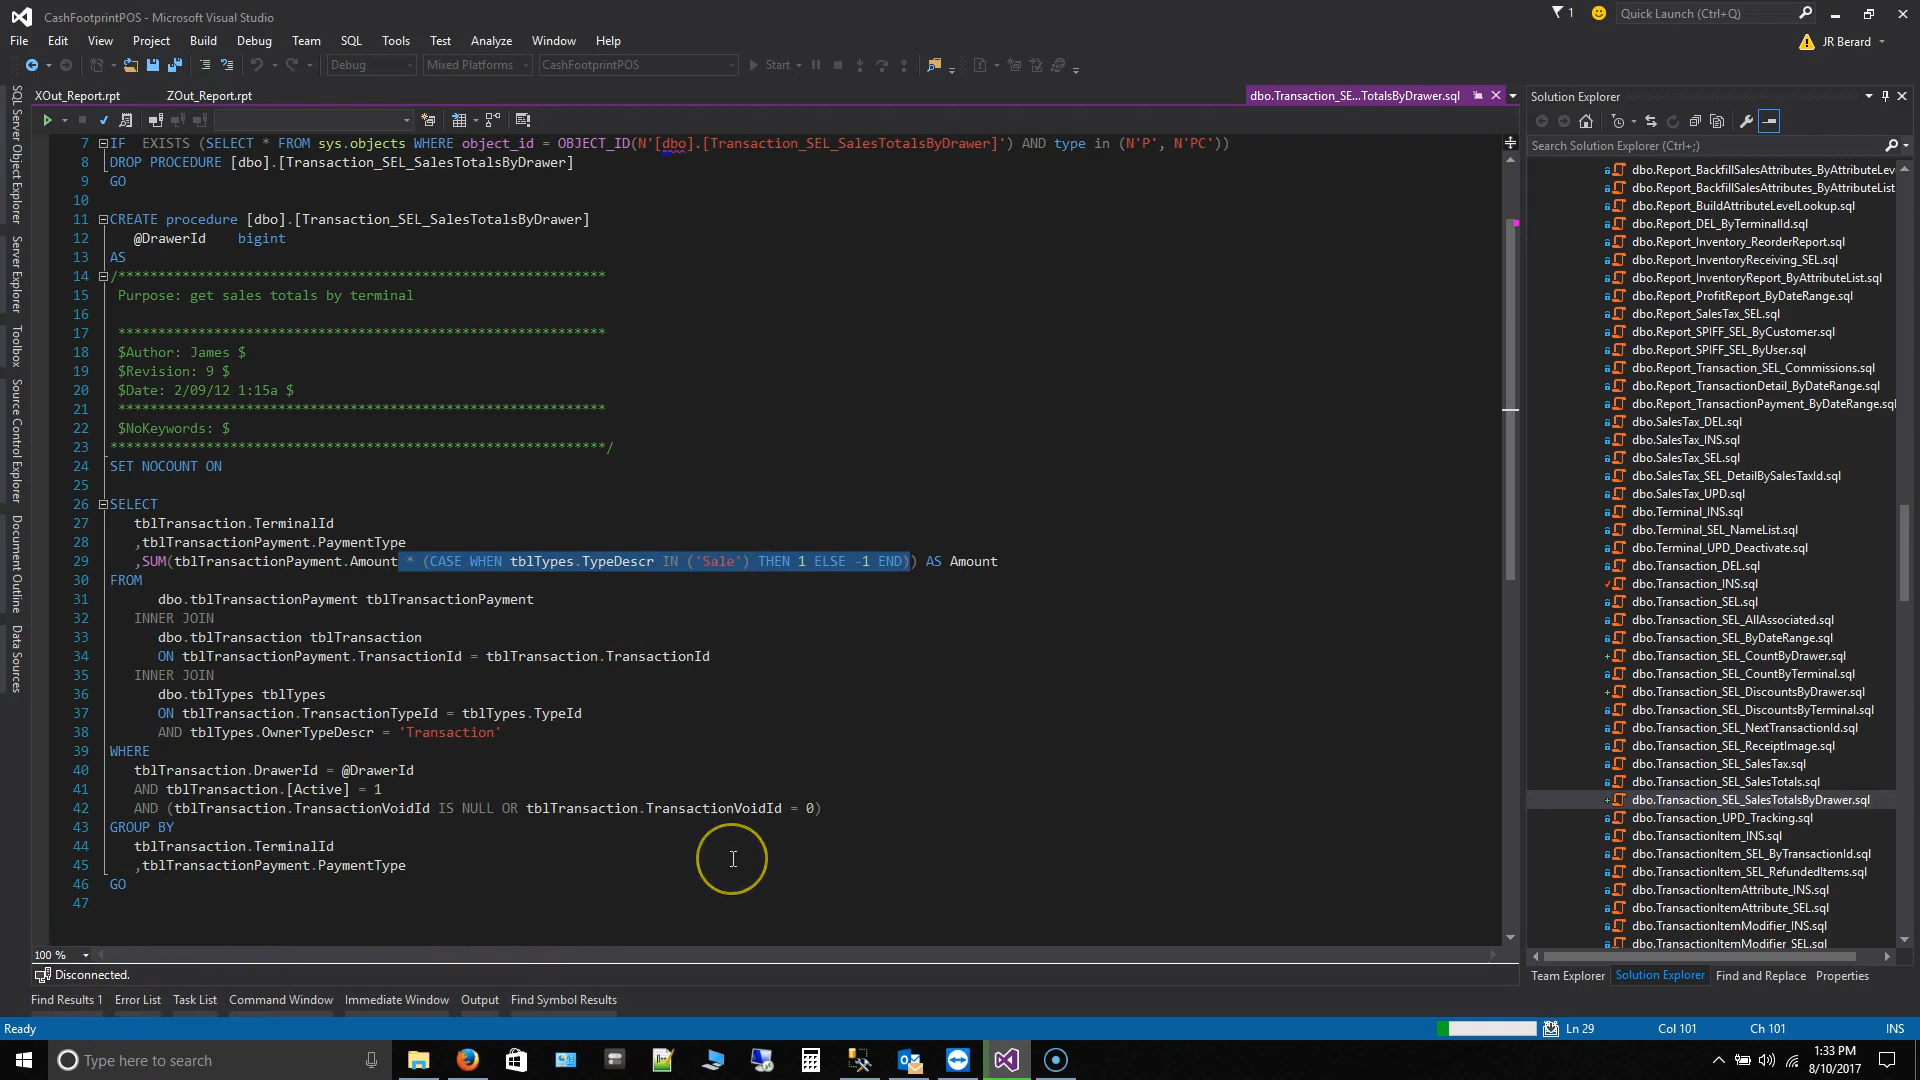 CashFootprintPOS - Microsoft Visual Studio
1
Quick Launch (Ctrl+Q)
File Edit View Project Build Debug Team SQL Tools Test Analyze Window Help
JR Berard
Debug Mixed Platforms CashFootprintPOS Start
XOut_Report.rpt ZOut_Report.rpt dbo.Transaction_SE...TotalsByDrawer.sql
SQL Server Object Explorer
Server Explorer
Toolbox
Source Control Explorer
Document Outline
Data Sources
7 IF EXISTS (SELECT * FROM sys.objects WHERE object_id = OBJECT_ID(N'[dbo].[Transaction_SEL_SalesTotalsByDrawer]') AND type in (N'P', N'PC'))
8 DROP PROCEDURE [dbo].[Transaction_SEL_SalesTotalsByDrawer]
9 GO
10
11 CREATE procedure [dbo].[Transaction_SEL_SalesTotalsByDrawer]
12 @DrawerId bigint
13 AS
14 /*************************************************************
15 Purpose: get sales totals by terminal
16
17 *************************************************************
18 $Author: James $
19 $Revision: 9 $
20 $Date: 2/09/12 1:15a $
21 *************************************************************
22 $NoKeywords: $
23 **************************************************************/
24 SET NOCOUNT ON
25
26 SELECT
27 tblTransaction.TerminalId
28 ,tblTransactionPayment.PaymentType
29 ,SUM(tblTransactionPayment.Amount * (CASE WHEN tblTypes.TypeDescr IN ('Sale') THEN 1 ELSE -1 END)) AS Amount
30 FROM
31 dbo.tblTransactionPayment tblTransactionPayment
32 INNER JOIN
33 dbo.tblTransaction tblTransaction
34 ON tblTransactionPayment.TransactionId = tblTransaction.TransactionId
35 INNER JOIN
36 dbo.tblTypes tblTypes
37 ON tblTransaction.TransactionTypeId = tblTypes.TypeId
38 AND tblTypes.OwnerTypeDescr = 'Transaction'
39 WHERE
40 tblTransaction.DrawerId = @DrawerId
41 AND tblTransaction.[Active] = 1
42 AND (tblTransaction.TransactionVoidId IS NULL OR tblTransaction.TransactionVoidId = 0)
43 GROUP BY
44 tblTransaction.TerminalId
45 ,tblTransactionPayment.PaymentType
46 GO
47
100 %
Disconnected.
Solution Explorer
Search Solution Explorer (Ctrl+;)
dbo.Report_BackfillSalesAttributes_ByAttributeLev
dbo.Report_BackfillSalesAttributes_ByAttributeList
dbo.Report_BuildAttributeLevelLookup.sql
dbo.Report_DEL_ByTerminalId.sql
dbo.Report_Inventory_ReorderReport.sql
dbo.Report_InventoryReceiving_SEL.sql
dbo.Report_InventoryReport_ByAttributeList.sql
dbo.Report_ProfitReport_ByDateRange.sql
dbo.Report_SalesTax_SEL.sql
dbo.Report_SPIFF_SEL_ByCustomer.sql
dbo.Report_SPIFF_SEL_ByUser.sql
dbo.Report_Transaction_SEL_Commissions.sql
dbo.Report_TransactionDetail_ByDateRange.sql
dbo.Report_TransactionPayment_ByDateRange.sql
dbo.SalesTax_DEL.sql
dbo.SalesTax_INS.sql
dbo.SalesTax_SEL.sql
dbo.SalesTax_SEL_DetailBySalesTaxId.sql
dbo.SalesTax_UPD.sql
dbo.Terminal_INS.sql
dbo.Terminal_SEL_NameList.sql
dbo.Terminal_UPD_Deactivate.sql
dbo.Transaction_DEL.sql
dbo.Transaction_INS.sql
dbo.Transaction_SEL.sql
dbo.Transaction_SEL_AllAssociated.sql
dbo.Transaction_SEL_ByDateRange.sql
dbo.Transaction_SEL_CountByDrawer.sql
dbo.Transaction_SEL_CountByTerminal.sql
dbo.Transaction_SEL_DiscountsByDrawer.sql
dbo.Transaction_SEL_DiscountsByTerminal.sql
dbo.Transaction_SEL_NextTransactionId.sql
dbo.Transaction_SEL_ReceiptImage.sql
dbo.Transaction_SEL_SalesTax.sql
dbo.Transaction_SEL_SalesTotals.sql
dbo.Transaction_SEL_SalesTotalsByDrawer.sql
dbo.Transaction_UPD_Tracking.sql
dbo.TransactionItem_INS.sql
dbo.TransactionItem_SEL_ByTransactionId.sql
dbo.TransactionItem_SEL_RefundedItems.sql
dbo.TransactionItemAttribute_INS.sql
dbo.TransactionItemAttribute_SEL.sql
dbo.TransactionItemModifier_INS.sql
dbo.TransactionItemModifier_SEL.sql
Team Explorer Solution Explorer Find and Replace Properties
Find Results 1 Error List Task List Command Window Immediate Window Output Find Symbol Results
Ready Ln 29 Col 101 Ch 101 INS
Type here to search
1:33 PM
8/10/2017